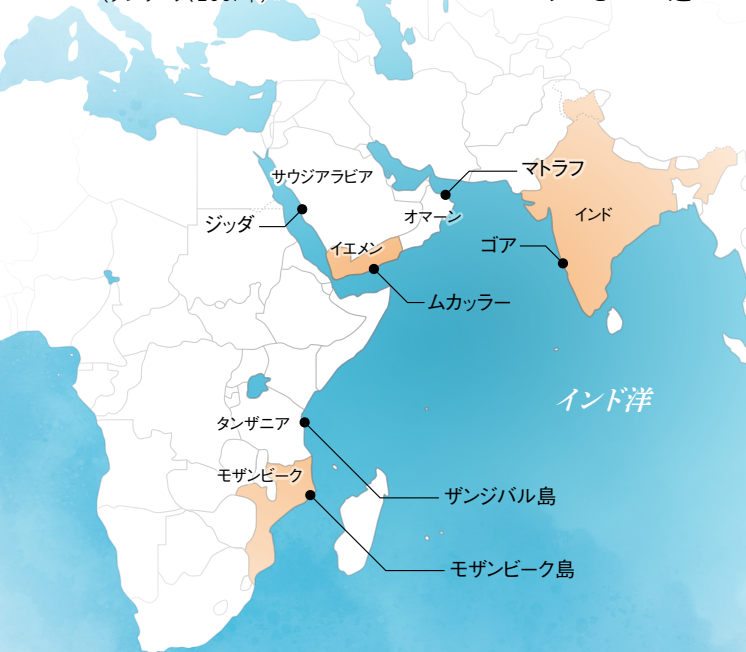 サウジアラビア
マトラフ
オマーン
インド
ジッダ
イエメン
ゴア
ムカッラー
インド洋
タンザニア
モザンビーク
ザンジバル島
モザンビーク島